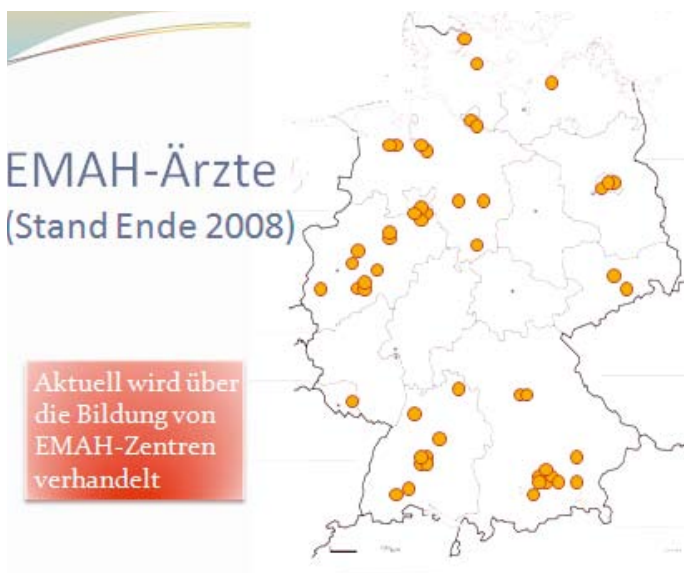 EMAH-Ärzte
(Stand Ende 2008)
Aktuell wird über
die Bildung von
EMAH-Zentren
verhandelt